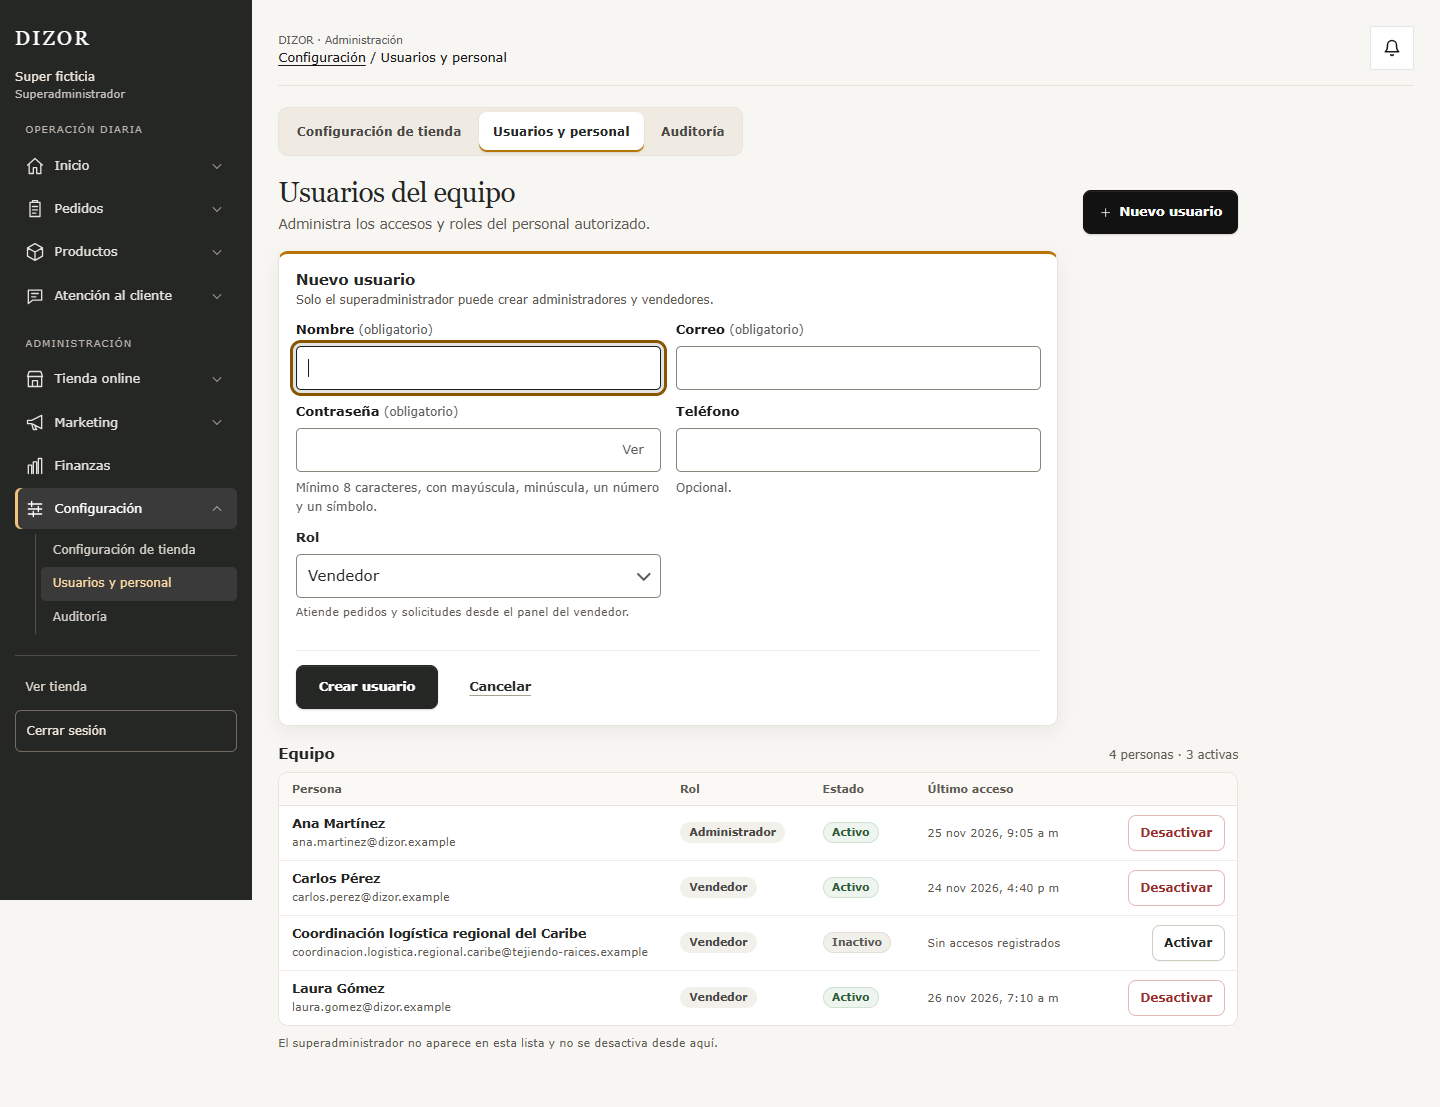 DIZOR
Super ficticia
Superadministrador
OPERACIÓN DIARIA
Inicio
Pedidos
Productos
Atención al cliente
ADMINISTRACIÓN
Tienda online
Marketing
Finanzas
Configuración
Configuración de tienda
Usuarios y personal
Auditoría
Ver tienda
Cerrar sesión
DIZOR · Administración
Configuración / Usuarios y personal
Configuración de tienda Usuarios y personal Auditoría
Usuarios del equipo
Administra los accesos y roles del personal autorizado.
+ Nuevo usuario
Nuevo usuario
Solo el superadministrador puede crear administradores y vendedores.
Nombre (obligatorio) Correo (obligatorio)
Contraseña (obligatorio) Teléfono
Ver
Mínimo 8 caracteres, con mayúscula, minúscula, un número
y un símbolo.
Opcional.
Rol
Vendedor
Atiende pedidos y solicitudes desde el panel del vendedor.
Crear usuario Cancelar
Equipo 4 personas · 3 activas
Persona Rol Estado Último acceso
Ana Martínez
ana.martinez@dizor.example
Administrador Activo 25 nov 2026, 9:05 a m Desactivar
Carlos Pérez
carlos.perez@dizor.example
Vendedor Activo 24 nov 2026, 4:40 p m Desactivar
Coordinación logística regional del Caribe
coordinacion.logistica.regional.caribe@tejiendo-raices.example
Vendedor Inactivo Sin accesos registrados Activar
Laura Gómez
laura.gomez@dizor.example
Vendedor Activo 26 nov 2026, 7:10 a m Desactivar
El superadministrador no aparece en esta lista y no se desactiva desde aquí.